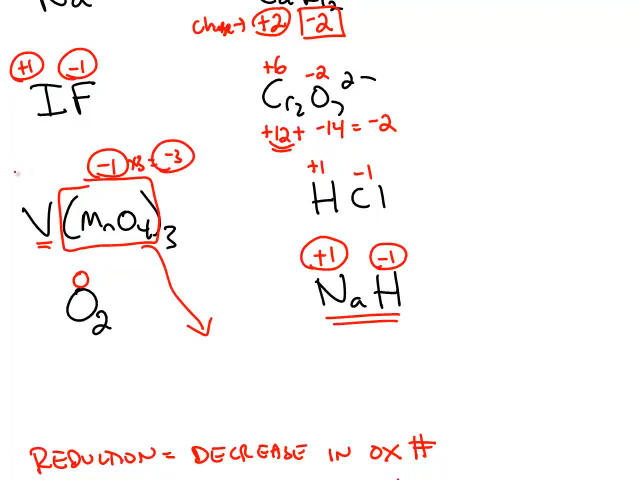 Na
charge → +2 -2
+1 -1
IF
+6 -2
Cr2O7 2-
+12 + -14 = -2
-1 x3 = -3
V(MnO4)3
+1 -1
HCl
0
O2
+1 -1
NaH
REDUCTION = DECREASE IN OX #